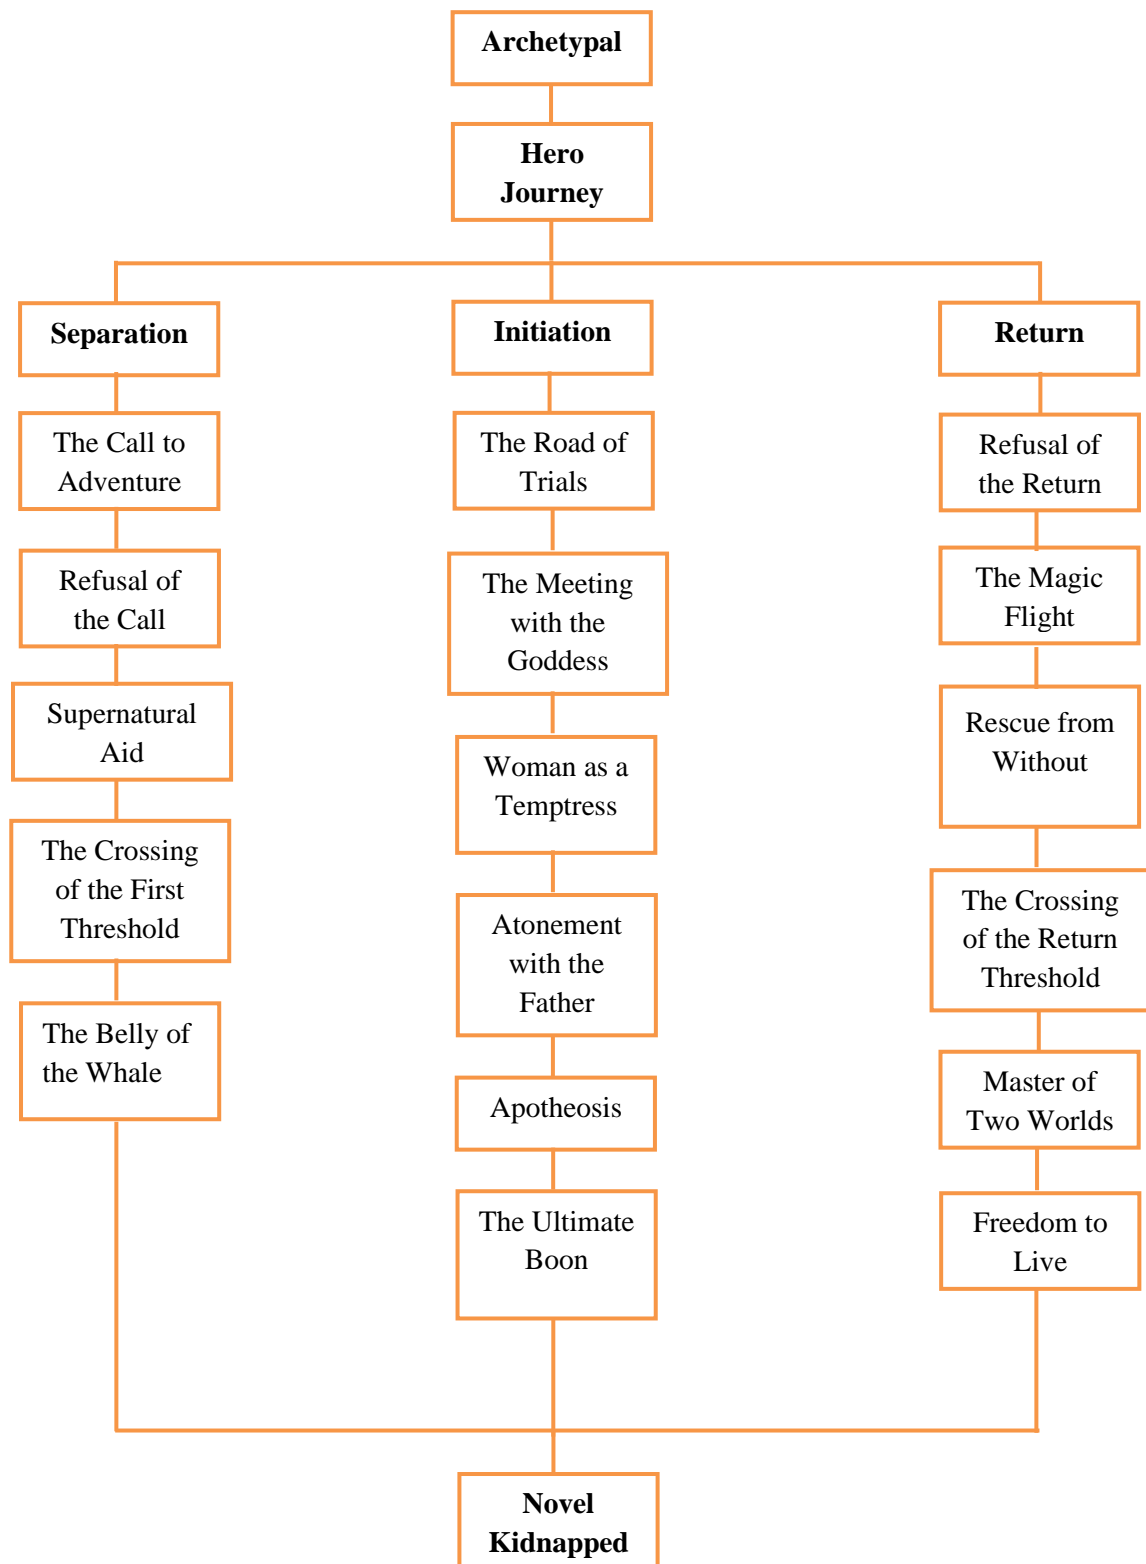 Archetypal
Hero
Journey
Separation
The Call to
Adventure
Refusal of
the Call
Supernatural
Aid
The Crossing
of the First
Threshold
The Belly of
the Whale
Initiation
The Road of
Trials
The Meeting
with the
Goddess
Woman as a
Temptress
Atonement
with the
Father
Apotheosis
The Ultimate
Boon
Return
Refusal of
the Return
The Magic
Flight
Rescue from
Without
The Crossing
of the Return
Threshold
Master of
Two Worlds
Freedom to
Live
Novel
Kidnapped